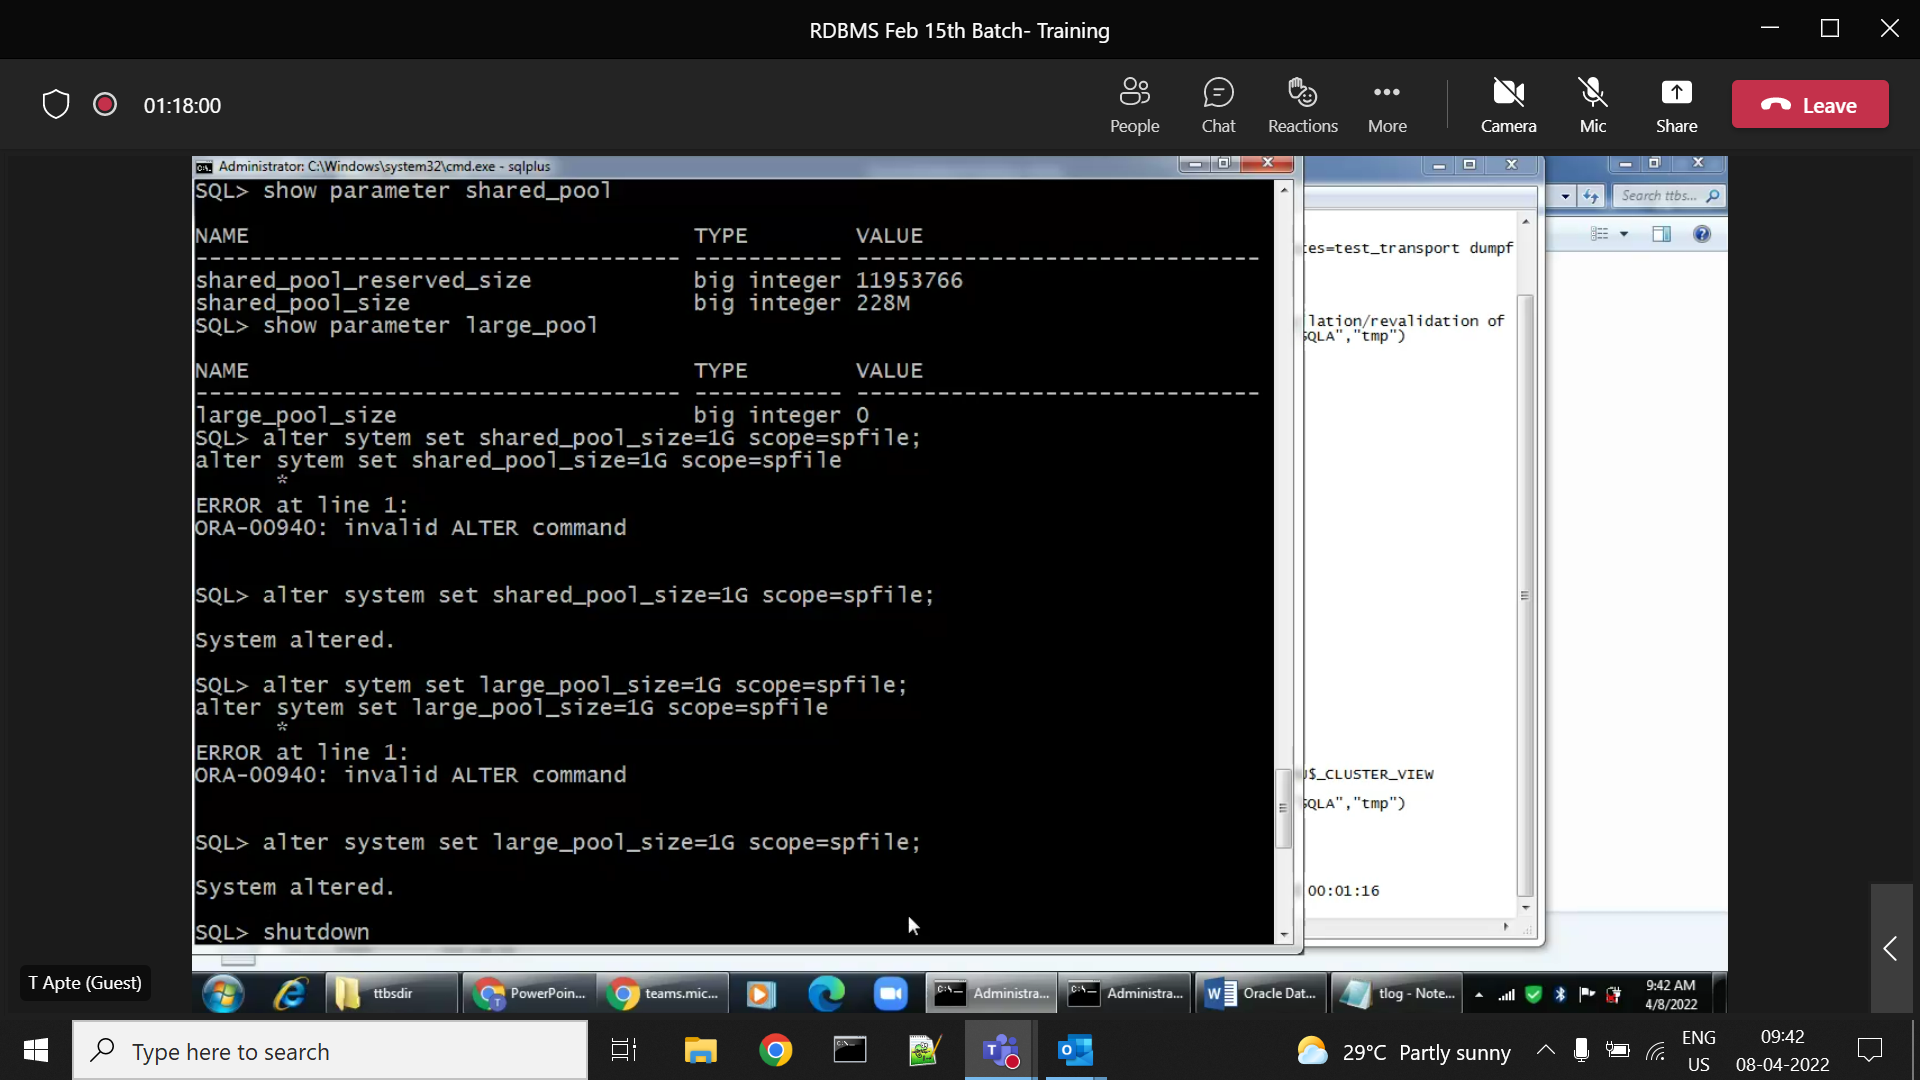 RDBMS Feb 15th Batch- Training
01:18:00
People
Chat
Reactions
More
Camera
Mic
Share
Leave
Administrator: C:\Windows\system32\cmd.exe - sqlplus
SQL> show parameter shared_pool
NAME TYPE VALUE
------------------------------------ ----------- ------------------------------
shared_pool_reserved_size big integer 11953766
shared_pool_size big integer 228M
SQL> show parameter large_pool
NAME TYPE VALUE
------------------------------------ ----------- ------------------------------
large_pool_size big integer 0
SQL> alter sytem set shared_pool_size=1G scope=spfile;
alter sytem set shared_pool_size=1G scope=spfile
*
ERROR at line 1:
ORA-00940: invalid ALTER command
SQL> alter system set shared_pool_size=1G scope=spfile;
System altered.
SQL> alter sytem set large_pool_size=1G scope=spfile;
alter sytem set large_pool_size=1G scope=spfile
*
ERROR at line 1:
ORA-00940: invalid ALTER command
SQL> alter system set large_pool_size=1G scope=spfile;
System altered.
SQL> shutdown
Search ttbs...
es=test_transport dumpf
lation/revalidation of
SQLA","tmp")
$_CLUSTER_VIEW
SQLA","tmp")
00:01:16
T Apte (Guest)
ttbsdir
PowerPoin...
teams.mic...
Administra...
Administra...
Oracle Dat...
tlog - Note...
9:42 AM
4/8/2022
Type here to search
29°C Partly sunny
ENG
US
09:42
08-04-2022